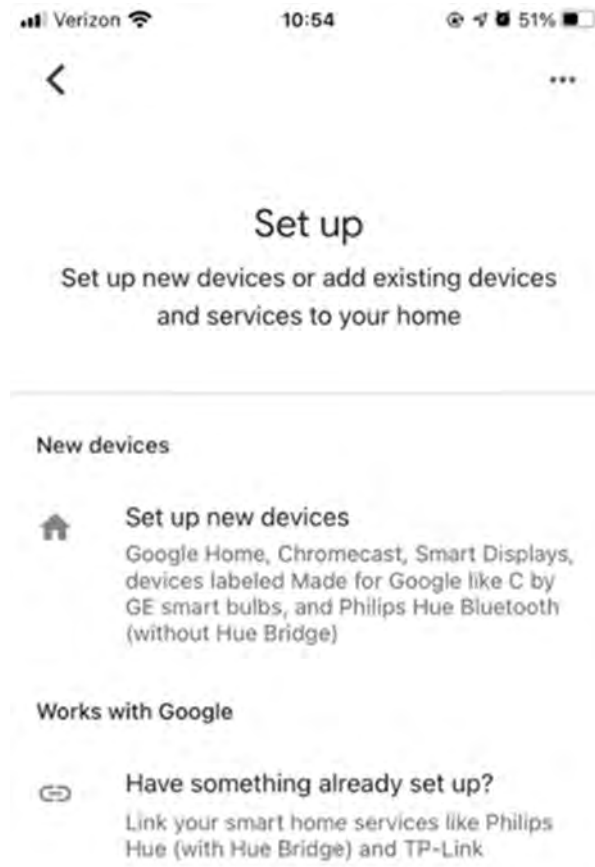 Verizon 10:54 51%
Set up
Set up new devices or add existing devices
and services to your home
New devices
Set up new devices
Google Home, Chromecast, Smart Displays,
devices labeled Made for Google like C by
GE smart bulbs, and Philips Hue Bluetooth
(without Hue Bridge)
Works with Google
Have something already set up?
Link your smart home services like Philips
Hue (with Hue Bridge) and TP-Link